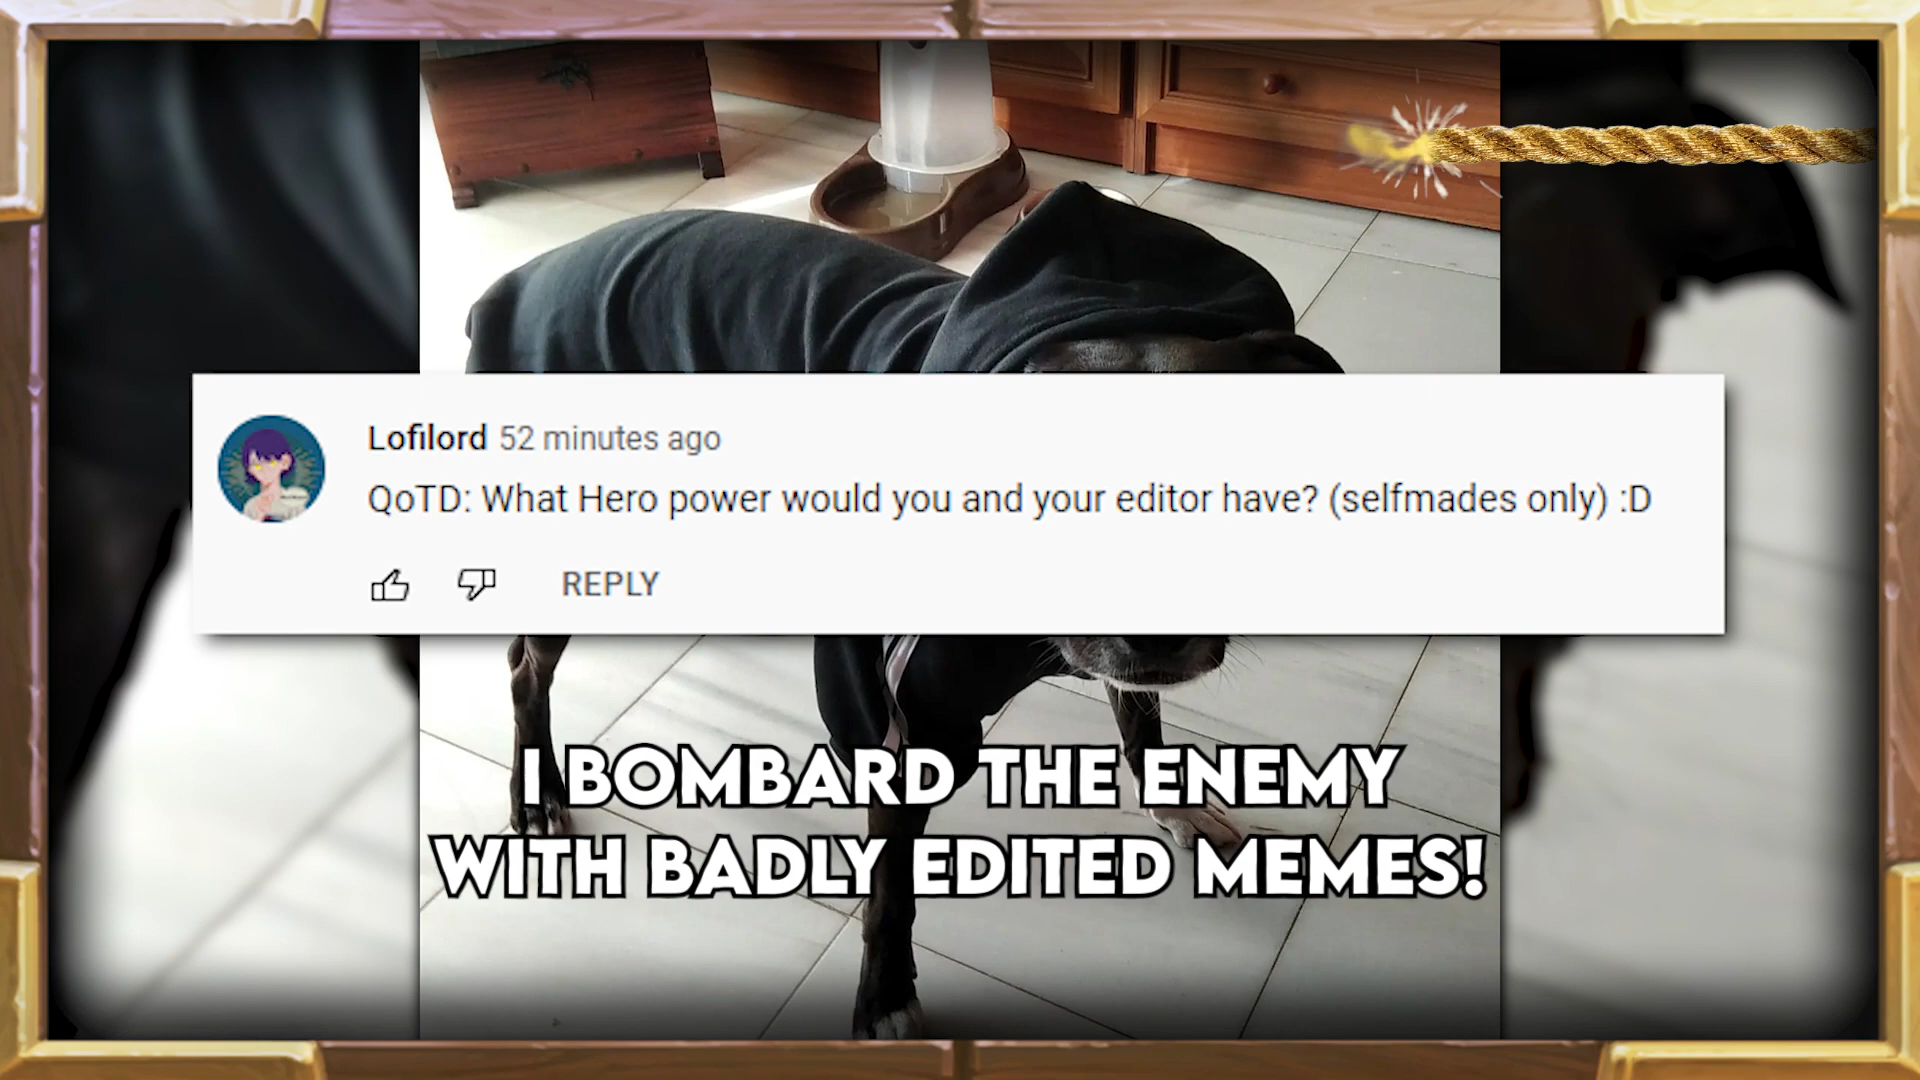 Lofilord 52 minutes ago
QoTD: What Hero power would you and your editor have? (selfmades only) :D
REPLY
I BOMBARD THE ENEMY
WITH BADLY EDITED MEMES!